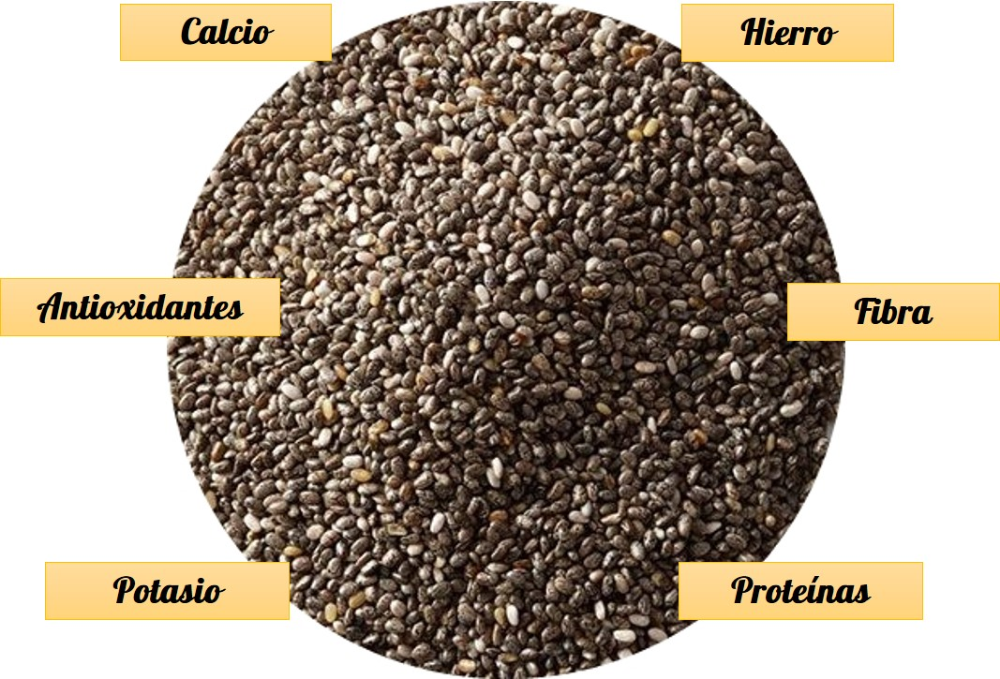 Calcio
Hierro
Antioxidantes
Fibra
Potasio
Proteínas